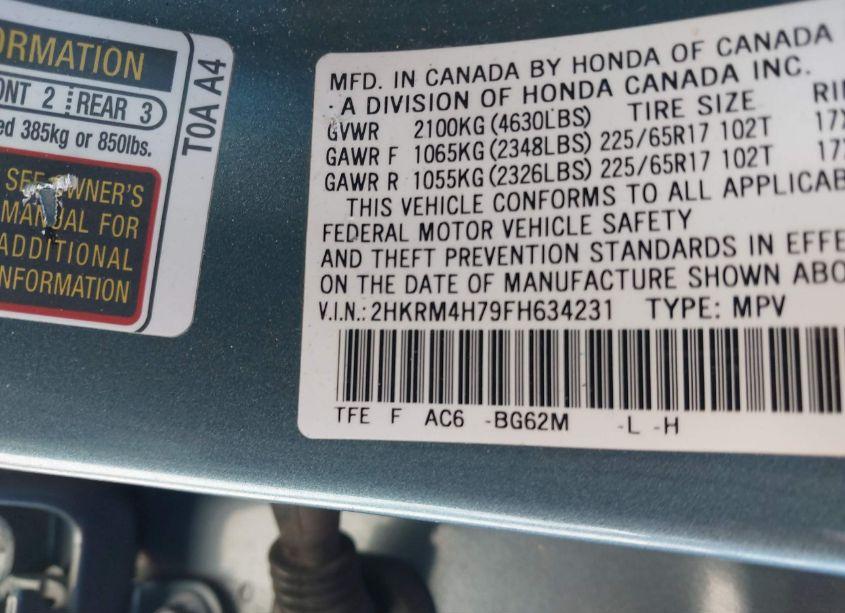 ORMATION
ONT 2 REAR 3
ed 385kg or 850lbs.
SEE OWNER'S
MANUAL FOR
ADDITIONAL
INFORMATION
T0A A4
MFD. IN CANADA BY HONDA OF CANADA
A DIVISION OF HONDA CANADA INC.
TIRE SIZE RI
GVWR 2100KG (4630LBS)
GAWR F 1065KG (2348LBS) 225/65R17 102T 17X
GAWR R 1055KG (2326LBS) 225/65R17 102T 17X
THIS VEHICLE CONFORMS TO ALL APPLICAB
FEDERAL MOTOR VEHICLE SAFETY
AND THEFT PREVENTION STANDARDS IN EFFE
ON THE DATE OF MANUFACTURE SHOWN ABO
V.I.N.: 2HKRM4H79FH634231 TYPE: MPV
TFE F AC6 -BG62M -L -H